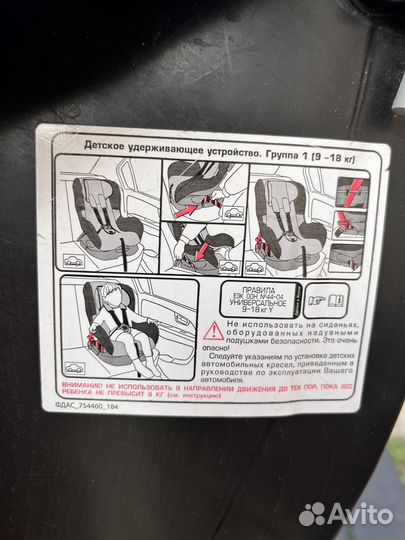 Детское удерживающее устройство. Группа 1 (9 -18 кг)
ПРАВИЛА
ЕЭК ООН №44-04
УНИВЕРСАЛЬНОЕ
9-18 кг Y
Не использовать на сиденьях,
оборудованных надувными
подушками безопасности. Это очень
опасно!
Следуйте указаниям по установке детских
автомобильных кресел, приведенным в
руководстве по эксплуатации Вашего
автомобиля.
ВНИМАНИЕ! НЕ ИСПОЛЬЗОВАТЬ В НАПРАВЛЕНИИ ДВИЖЕНИЯ ДО ТЕХ ПОР, ПОКА ВЕС
РЕБЕНКА НЕ ПРЕВЫСИТ 9 КГ (см. инструкцию)
ФДАС_754460_184
Avito